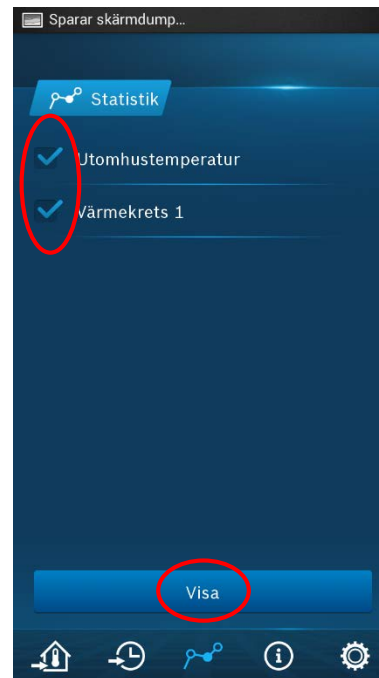 Sparar skärmdump...
Statistik
Utomhustemperatur
Värmekrets 1
Visa